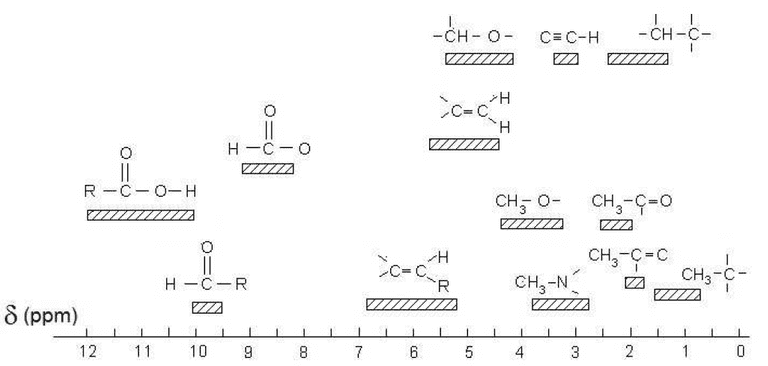 -CH-O- C≡C-H -CH-C-
C=C H
H
O
H-C-O
O
R-C-O-H
CH3-O- CH3-C=O
O
H-C-R
C=C H
R
CH3-N
CH3-C=C
CH3-C-
δ (ppm)
12 11 10 9 8 7 6 5 4 3 2 1 0